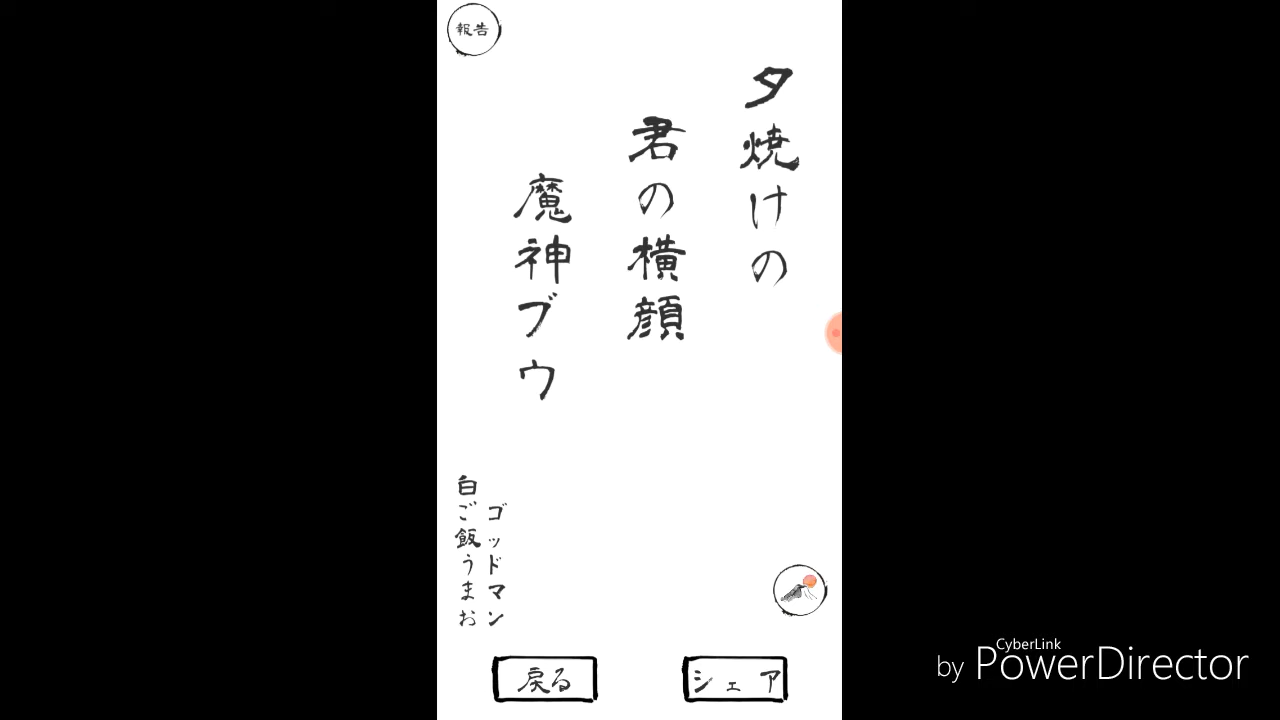 報告
夕焼けの
君の横顔
魔神ブウ
ゴッドマン
白ご飯うまお
戻る
シェア
CyberLink
by PowerDirector